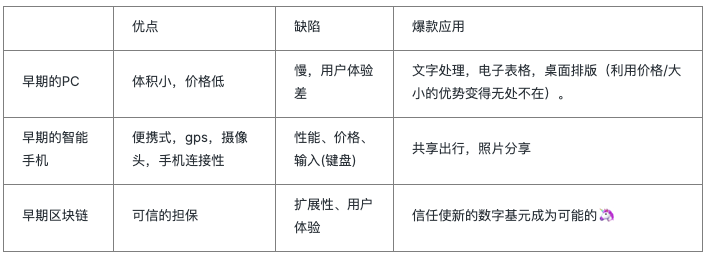 优点 缺陷 爆款应用
早期的PC 体积小，价格低 慢，用户体验
差 文字处理，电子表格，桌面排版（利用价格/大
小的优势变得无处不在）。
早期的智能
手机 便携式，gps，摄像
头，手机连接性 性能、价格、
输入(键盘) 共享出行，照片分享
早期区块链 可信的担保 扩展性、用户
体验 信任使新的数字基元成为可能的🦄